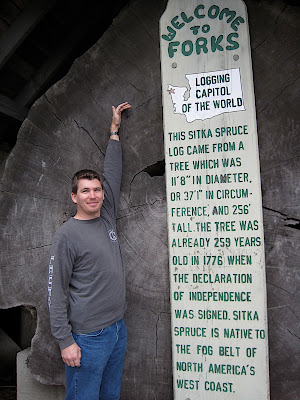 WELCOME
TO
FORKS
LOGGING
CAPITOL
OF THE WORLD
THIS SITKA SPRUCE
LOG CAME FROM A
TREE WHICH WAS
11'8" IN DIAMETER,
OR 37'1" IN CIRCUM-
FERENCE, AND 256'
TALL. THE TREE WAS
ALREADY 259 YEARS
OLD IN 1776 WHEN
THE DECLARATION
OF INDEPENDENCE
WAS SIGNED. SITKA
SPRUCE IS NATIVE TO
THE FOG BELT OF
NORTH AMERICA'S
WEST COAST.